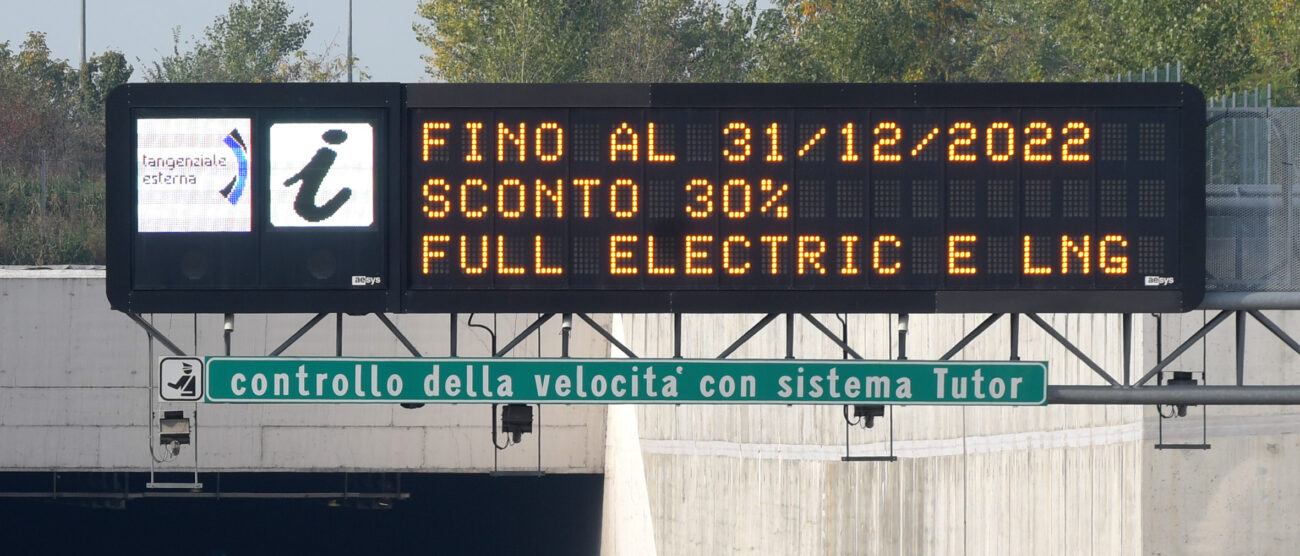 tangenziale
esterna
i
FINO AL 31/12/2022
SCONTO 30%
FULL ELECTRIC E LNG
aesys
aesys
controllo della velocita' con sistema Tutor